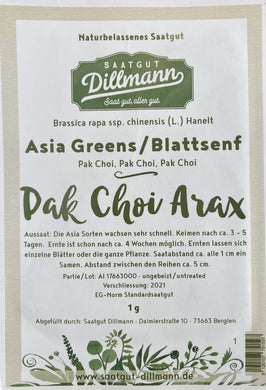 Naturbelassenes Saatgut
SAATGUT
Dillmann
Saat gut, alles gut.
Brassica rapa ssp. chinensis (L.) Hanelt
Asia Greens/Blattsenf
Pak Choi, Pak Choi, Pak Choi
Pak Choi Arax
Aussaat: Die Asia Sorten wachsen sehr schnell. Keimen nach ca. 3 - 5
Tagen. Ernte ist schon nach ca. 4 Wochen möglich. Ernten lassen sich
einzelne Blätter oder die ganze Pflanze. Saatabstand ca. alle 1 cm ein
Samen. Abstand zwischen den Reihen ca. 5 cm.
Partie/Lot: AI 17663000 - ungebeizt/untreated
Verschliessung: 2021
EG-Norm Standardsaatgut
1 g
Abgefüllt durch: Saatgut Dillmann - Daimlerstraße 10 - 73663 Berglen
1
www.saatgut-dillmann.de